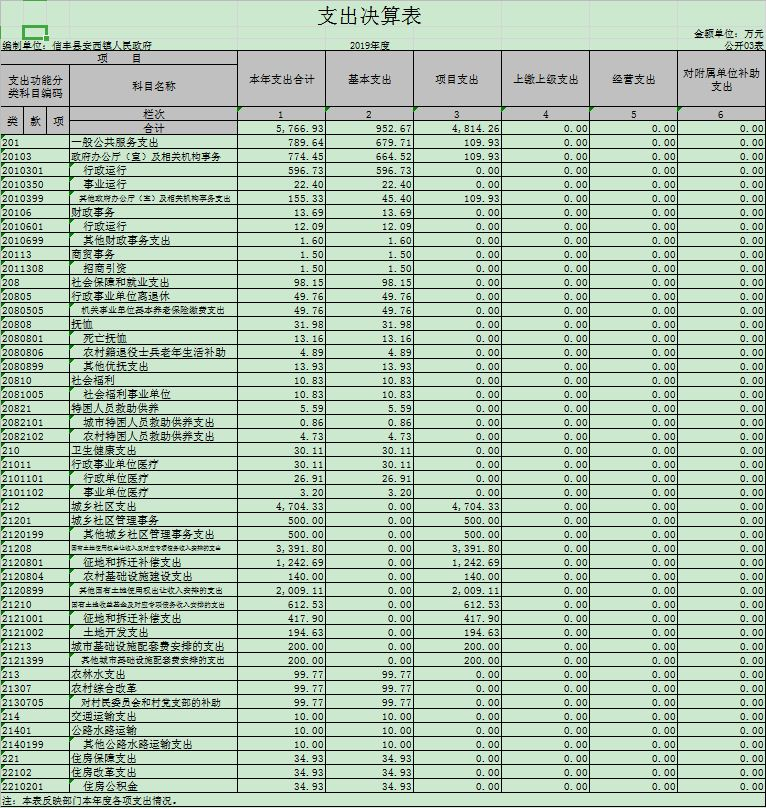 支出决算表
金额单位：万元
编制单位：信丰县安西镇人民政府 2019年度 公开03表
项 目 本年支出合计 基本支出 项目支出 上缴上级支出 经营支出 对附属单位补助支出
支出功能分类科目编码 科目名称
类 款 项 栏次 1 2 3 4 5 6
合计 5,766.93 952.67 4,814.26 0.00 0.00 0.00
201 一般公共服务支出 789.64 679.71 109.93 0.00 0.00 0.00
20103 政府办公厅（室）及相关机构事务 774.45 664.52 109.93 0.00 0.00 0.00
2010301 行政运行 596.73 596.73 0.00 0.00 0.00 0.00
2010350 事业运行 22.40 22.40 0.00 0.00 0.00 0.00
2010399 其他政府办公厅（室）及相关机构事务支出 155.33 45.40 109.93 0.00 0.00 0.00
20106 财政事务 13.69 13.69 0.00 0.00 0.00 0.00
2010601 行政运行 12.09 12.09 0.00 0.00 0.00 0.00
2010699 其他财政事务支出 1.60 1.60 0.00 0.00 0.00 0.00
20113 商贸事务 1.50 1.50 0.00 0.00 0.00 0.00
2011308 招商引资 1.50 1.50 0.00 0.00 0.00 0.00
208 社会保障和就业支出 98.15 98.15 0.00 0.00 0.00 0.00
20805 行政事业单位离退休 49.76 49.76 0.00 0.00 0.00 0.00
2080505 机关事业单位基本养老保险缴费支出 49.76 49.76 0.00 0.00 0.00 0.00
20808 抚恤 31.98 31.98 0.00 0.00 0.00 0.00
2080801 死亡抚恤 13.16 13.16 0.00 0.00 0.00 0.00
2080806 农村籍退役士兵老年生活补助 4.89 4.89 0.00 0.00 0.00 0.00
2080899 其他优抚支出 13.93 13.93 0.00 0.00 0.00 0.00
20810 社会福利 10.83 10.83 0.00 0.00 0.00 0.00
2081005 社会福利事业单位 10.83 10.83 0.00 0.00 0.00 0.00
20821 特困人员救助供养 5.59 5.59 0.00 0.00 0.00 0.00
2082101 城市特困人员救助供养支出 0.86 0.86 0.00 0.00 0.00 0.00
2082102 农村特困人员救助供养支出 4.73 4.73 0.00 0.00 0.00 0.00
210 卫生健康支出 30.11 30.11 0.00 0.00 0.00 0.00
21011 行政事业单位医疗 30.11 30.11 0.00 0.00 0.00 0.00
2101101 行政单位医疗 26.91 26.91 0.00 0.00 0.00 0.00
2101102 事业单位医疗 3.20 3.20 0.00 0.00 0.00 0.00
212 城乡社区支出 4,704.33 0.00 4,704.33 0.00 0.00 0.00
21201 城乡社区管理事务 500.00 0.00 500.00 0.00 0.00 0.00
2120199 其他城乡社区管理事务支出 500.00 0.00 500.00 0.00 0.00 0.00
21208 国有土地使用权出让收入及对应专项债务收入安排的支出 3,391.80 0.00 3,391.80 0.00 0.00 0.00
2120801 征地和拆迁补偿支出 1,242.69 0.00 1,242.69 0.00 0.00 0.00
2120804 农村基础设施建设支出 140.00 0.00 140.00 0.00 0.00 0.00
2120899 其他国有土地使用权出让收入安排的支出 2,009.11 0.00 2,009.11 0.00 0.00 0.00
21210 国有土地收益基金及对应专项债务收入安排的支出 612.53 0.00 612.53 0.00 0.00 0.00
2121001 征地和拆迁补偿支出 417.90 0.00 417.90 0.00 0.00 0.00
2121002 土地开发支出 194.63 0.00 194.63 0.00 0.00 0.00
21213 城市基础设施配套费安排的支出 200.00 0.00 200.00 0.00 0.00 0.00
2121399 其他城市基础设施配套费安排的支出 200.00 0.00 200.00 0.00 0.00 0.00
213 农林水支出 99.77 99.77 0.00 0.00 0.00 0.00
21307 农村综合改革 99.77 99.77 0.00 0.00 0.00 0.00
2130705 对村民委员会和村党支部的补助 99.77 99.77 0.00 0.00 0.00 0.00
214 交通运输支出 10.00 10.00 0.00 0.00 0.00 0.00
21401 公路水路运输 10.00 10.00 0.00 0.00 0.00 0.00
2140199 其他公路水路运输支出 10.00 10.00 0.00 0.00 0.00 0.00
221 住房保障支出 34.93 34.93 0.00 0.00 0.00 0.00
22102 住房改革支出 34.93 34.93 0.00 0.00 0.00 0.00
2210201 住房公积金 34.93 34.93 0.00 0.00 0.00 0.00
注：本表反映部门本年度各项支出情况。